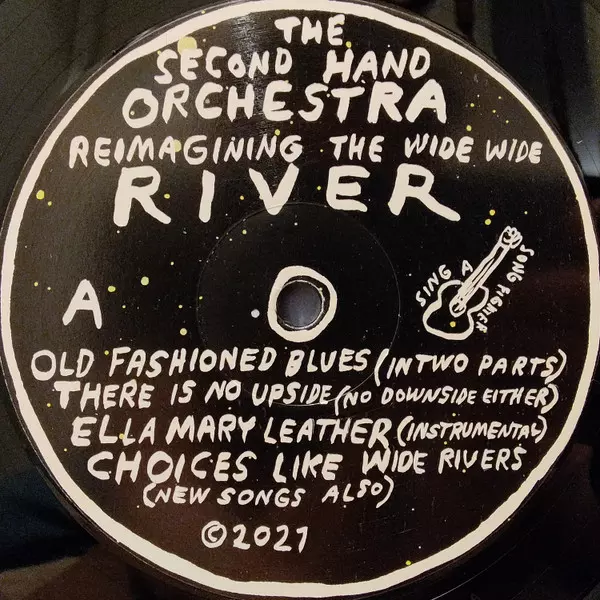 THE
SECOND HAND
ORCHESTRA
REIMAGINING THE WIDE WIDE
RIVER
SING A SONG FIGHTER
A
OLD FASHIONED BLUES (IN TWO PARTS)
THERE IS NO UPSIDE (NO DOWNSIDE EITHER)
ELLA MARY LEATHER (INSTRUMENTAL)
CHOICES LIKE WIDE RIVERS
(NEW SONGS ALSO)
©2021